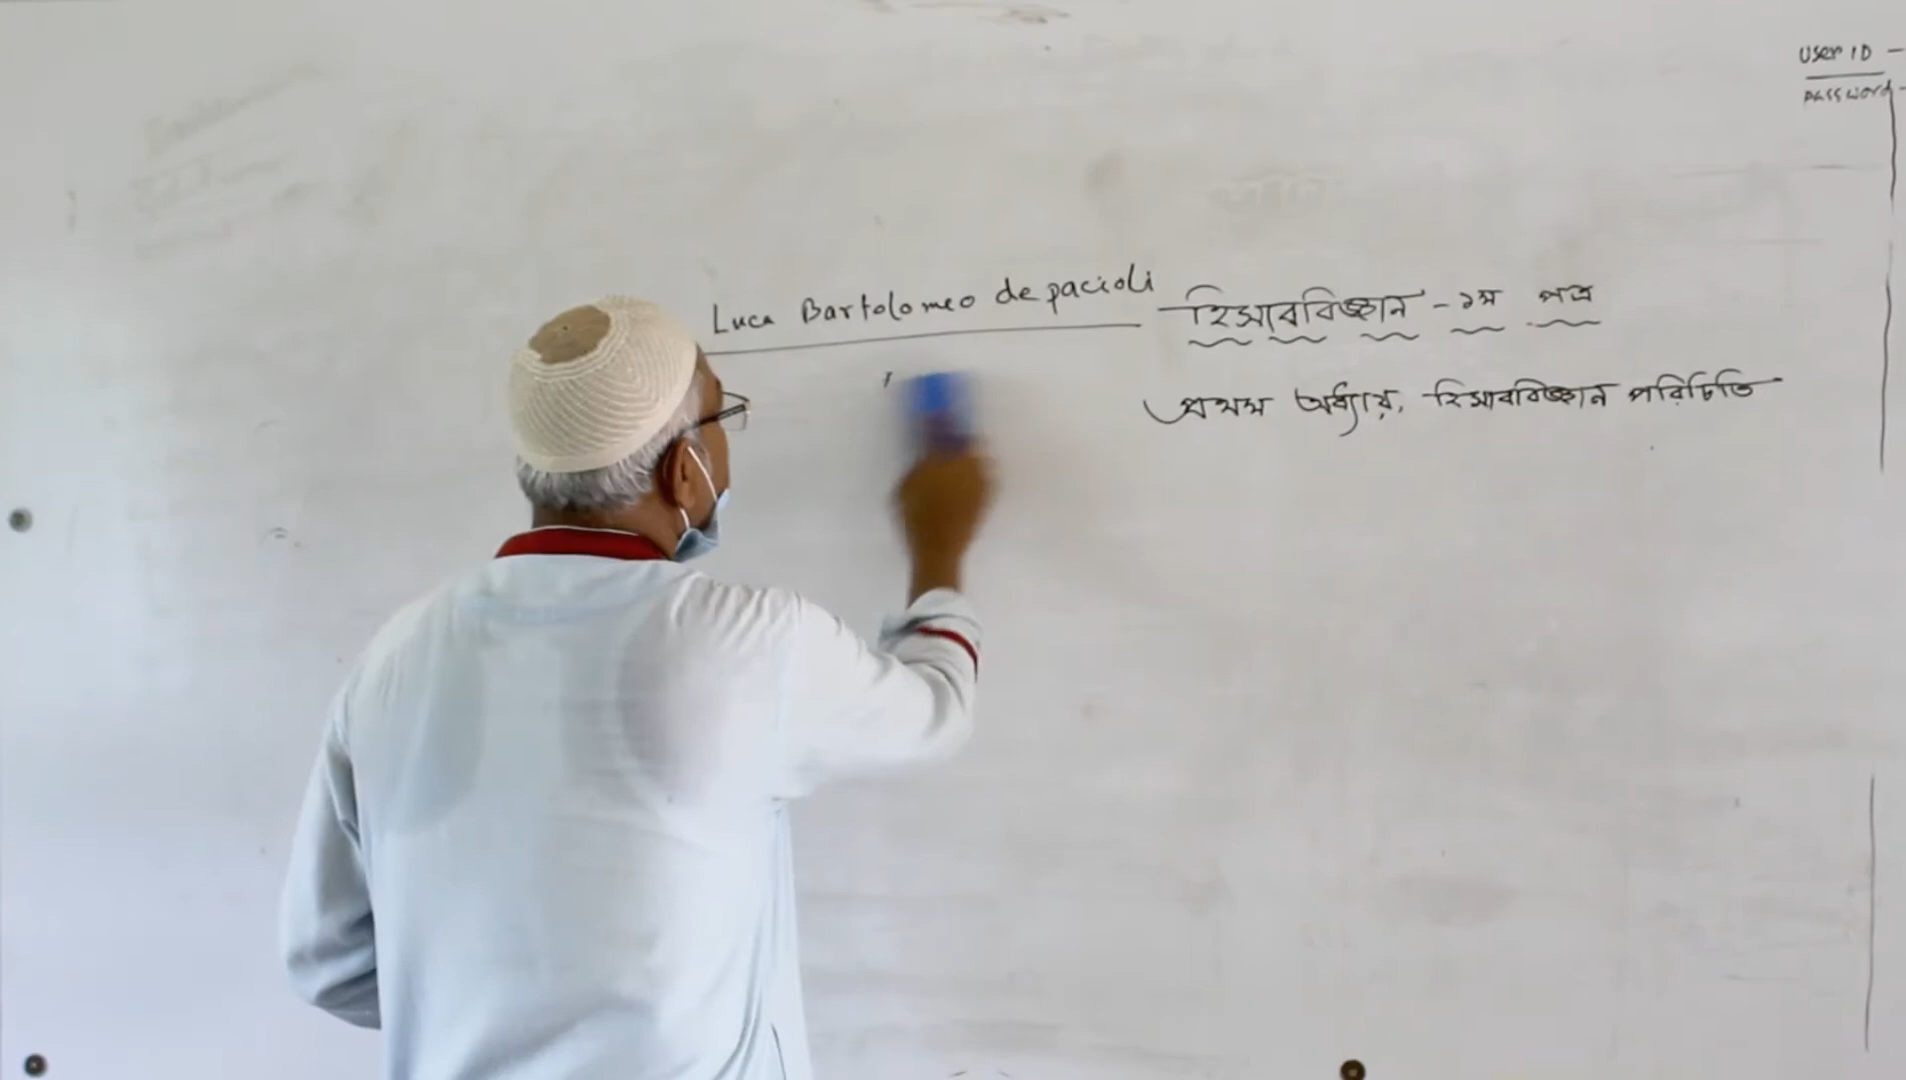 User ID -
password -
Luca Bartolomeo de pacioli
হিসাববিজ্ঞান - ১ম পত্র
প্রথম অধ্যায়, হিসাববিজ্ঞান পরিচিতি